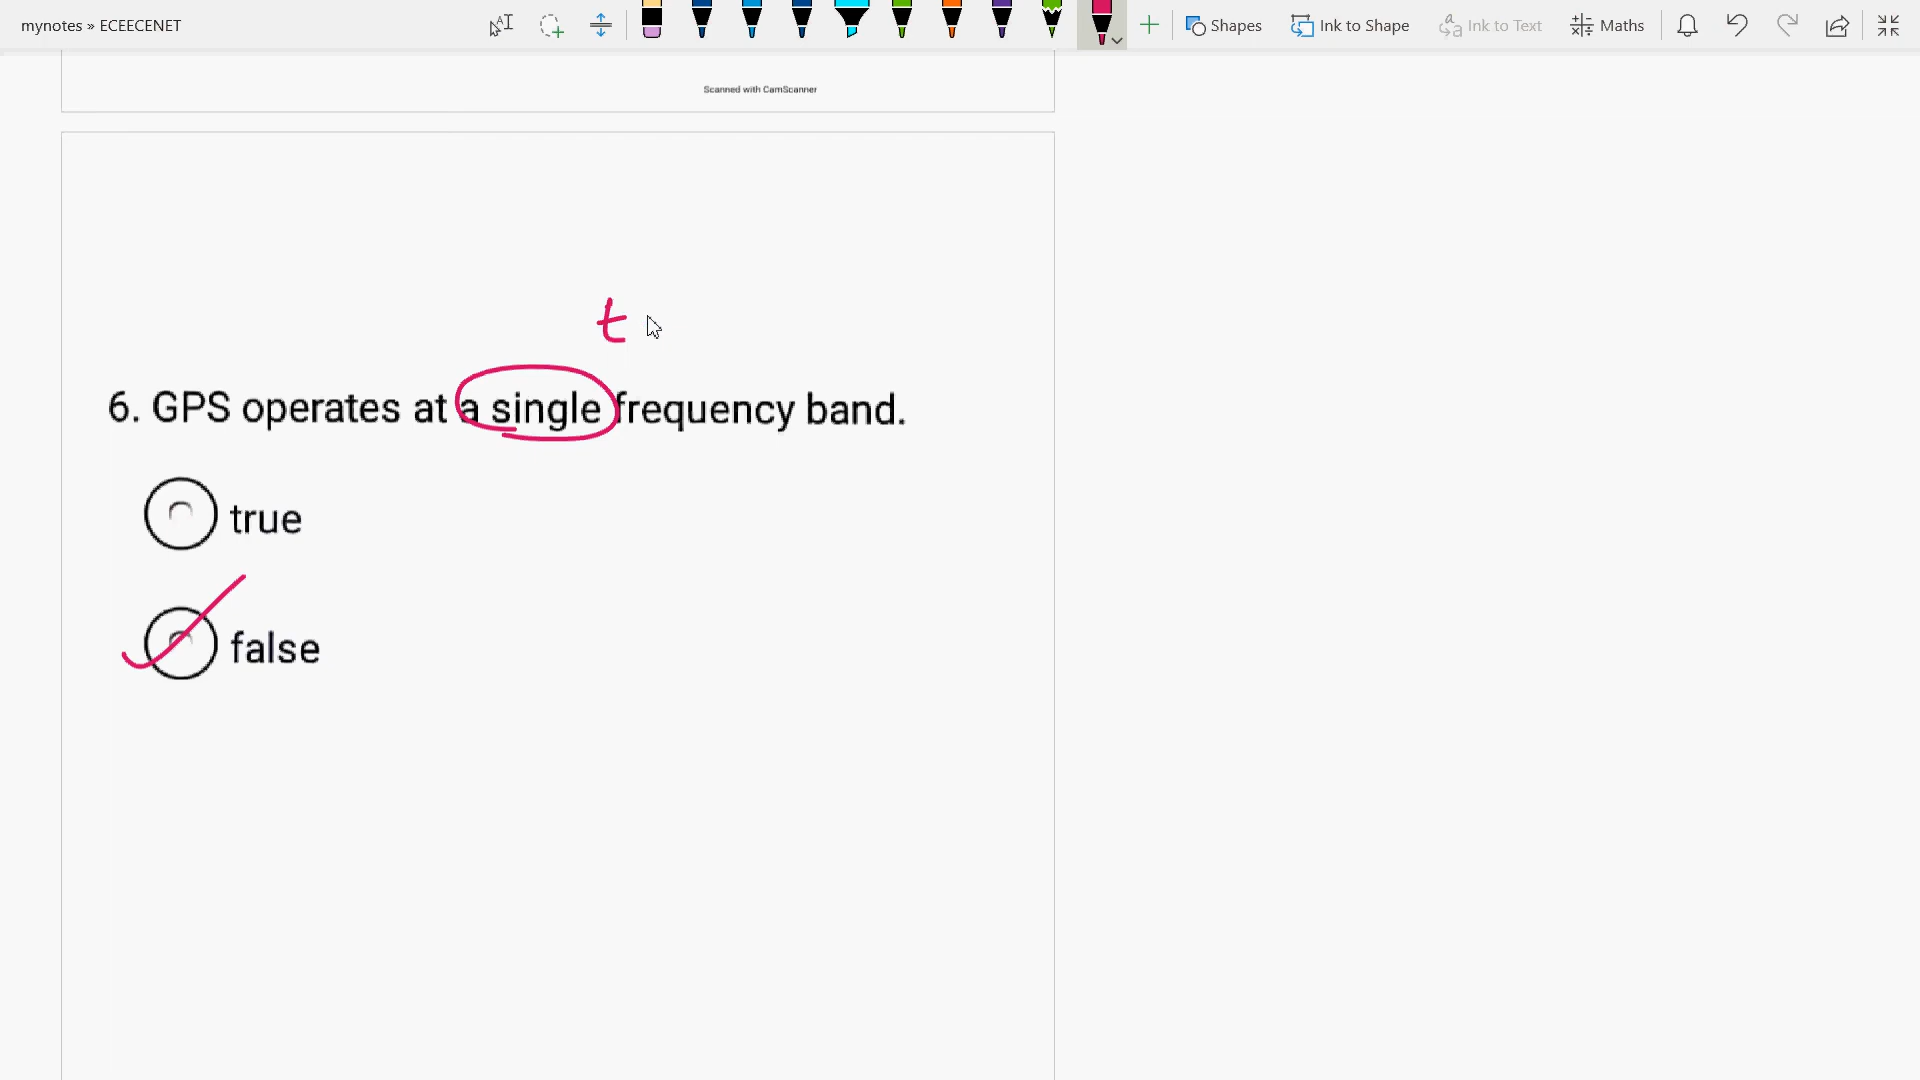 mynotes » ECEECENET
Shapes
Ink to Shape
Ink to Text
Maths
Scanned with CamScanner
t
6. GPS operates at a single frequency band.
true
false